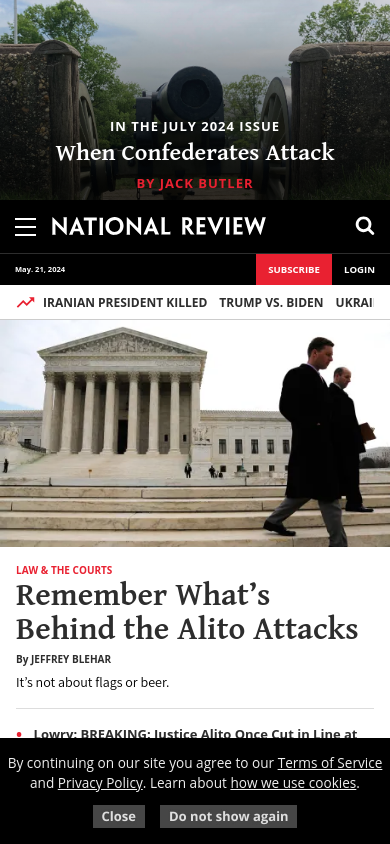 IN THE JULY 2024 ISSUE
When Confederates Attack
BY JACK BUTLER
NATIONAL REVIEW
May. 21, 2024
SUBSCRIBE
LOGIN
IRANIAN PRESIDENT KILLED TRUMP VS. BIDEN UKRAI
LAW & THE COURTS
Remember What’s
Behind the Alito Attacks
By JEFFREY BLEHAR
It’s not about flags or beer.
Lowry: BREAKING: Justice Alito Once Cut in Line at
By continuing on our site you agree to our Terms of Service
and Privacy Policy. Learn about how we use cookies.
Close
Do not show again